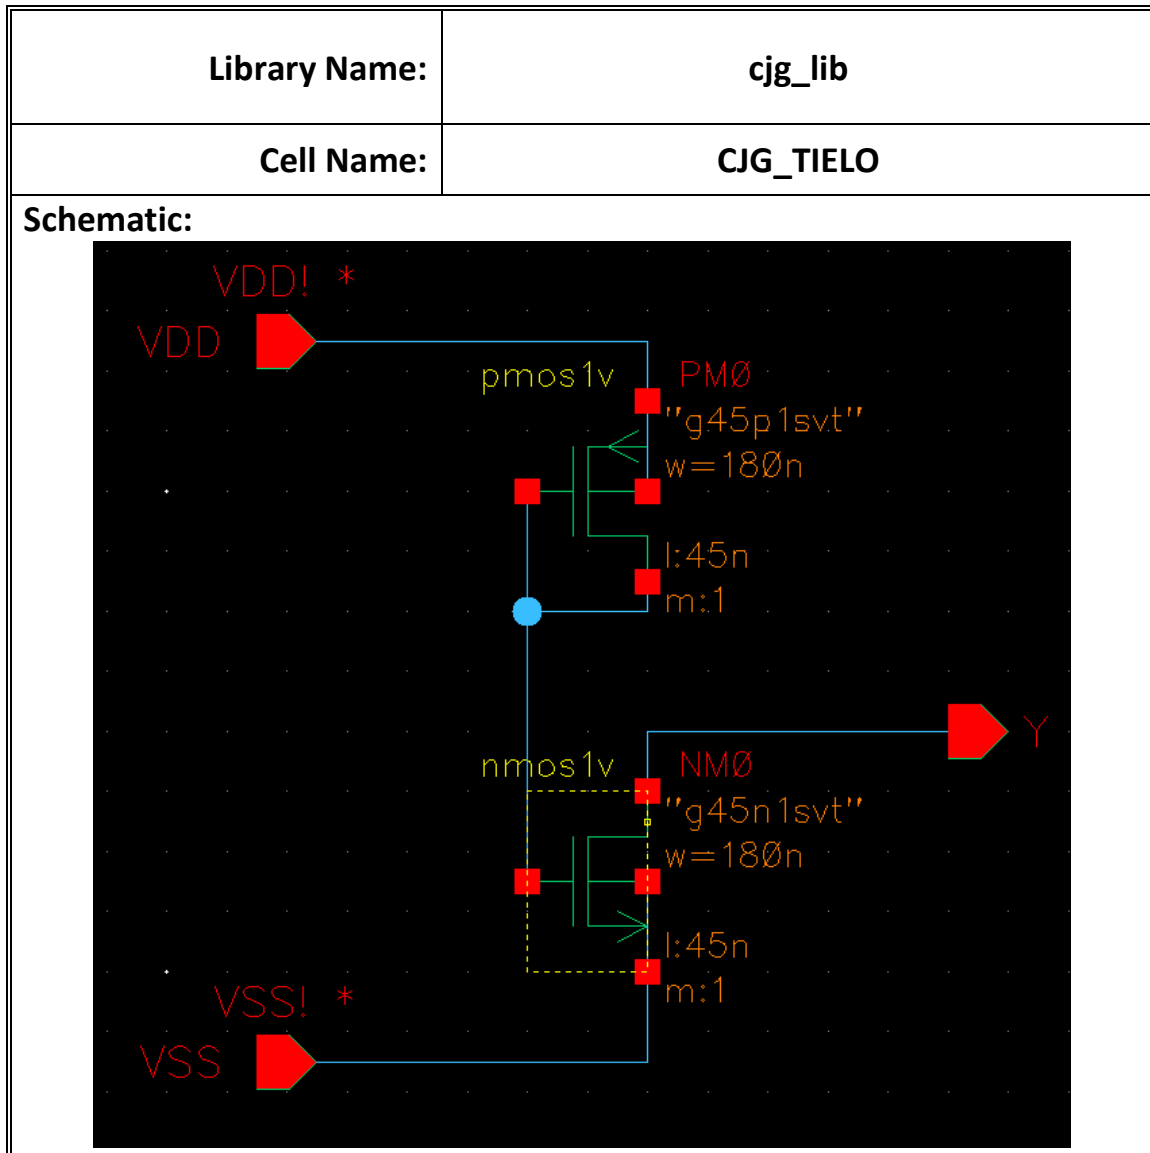 Library Name: cjg_lib
Cell Name: CJG_TIELO
Schematic:
VDD! *
VDD
pmos1v PM0
"g45p1svt"
w=180n
l:45n
m:1
Y
nmos1v NM0
"g45n1svt"
w=180n
l:45n
m:1
VSS! *
VSS